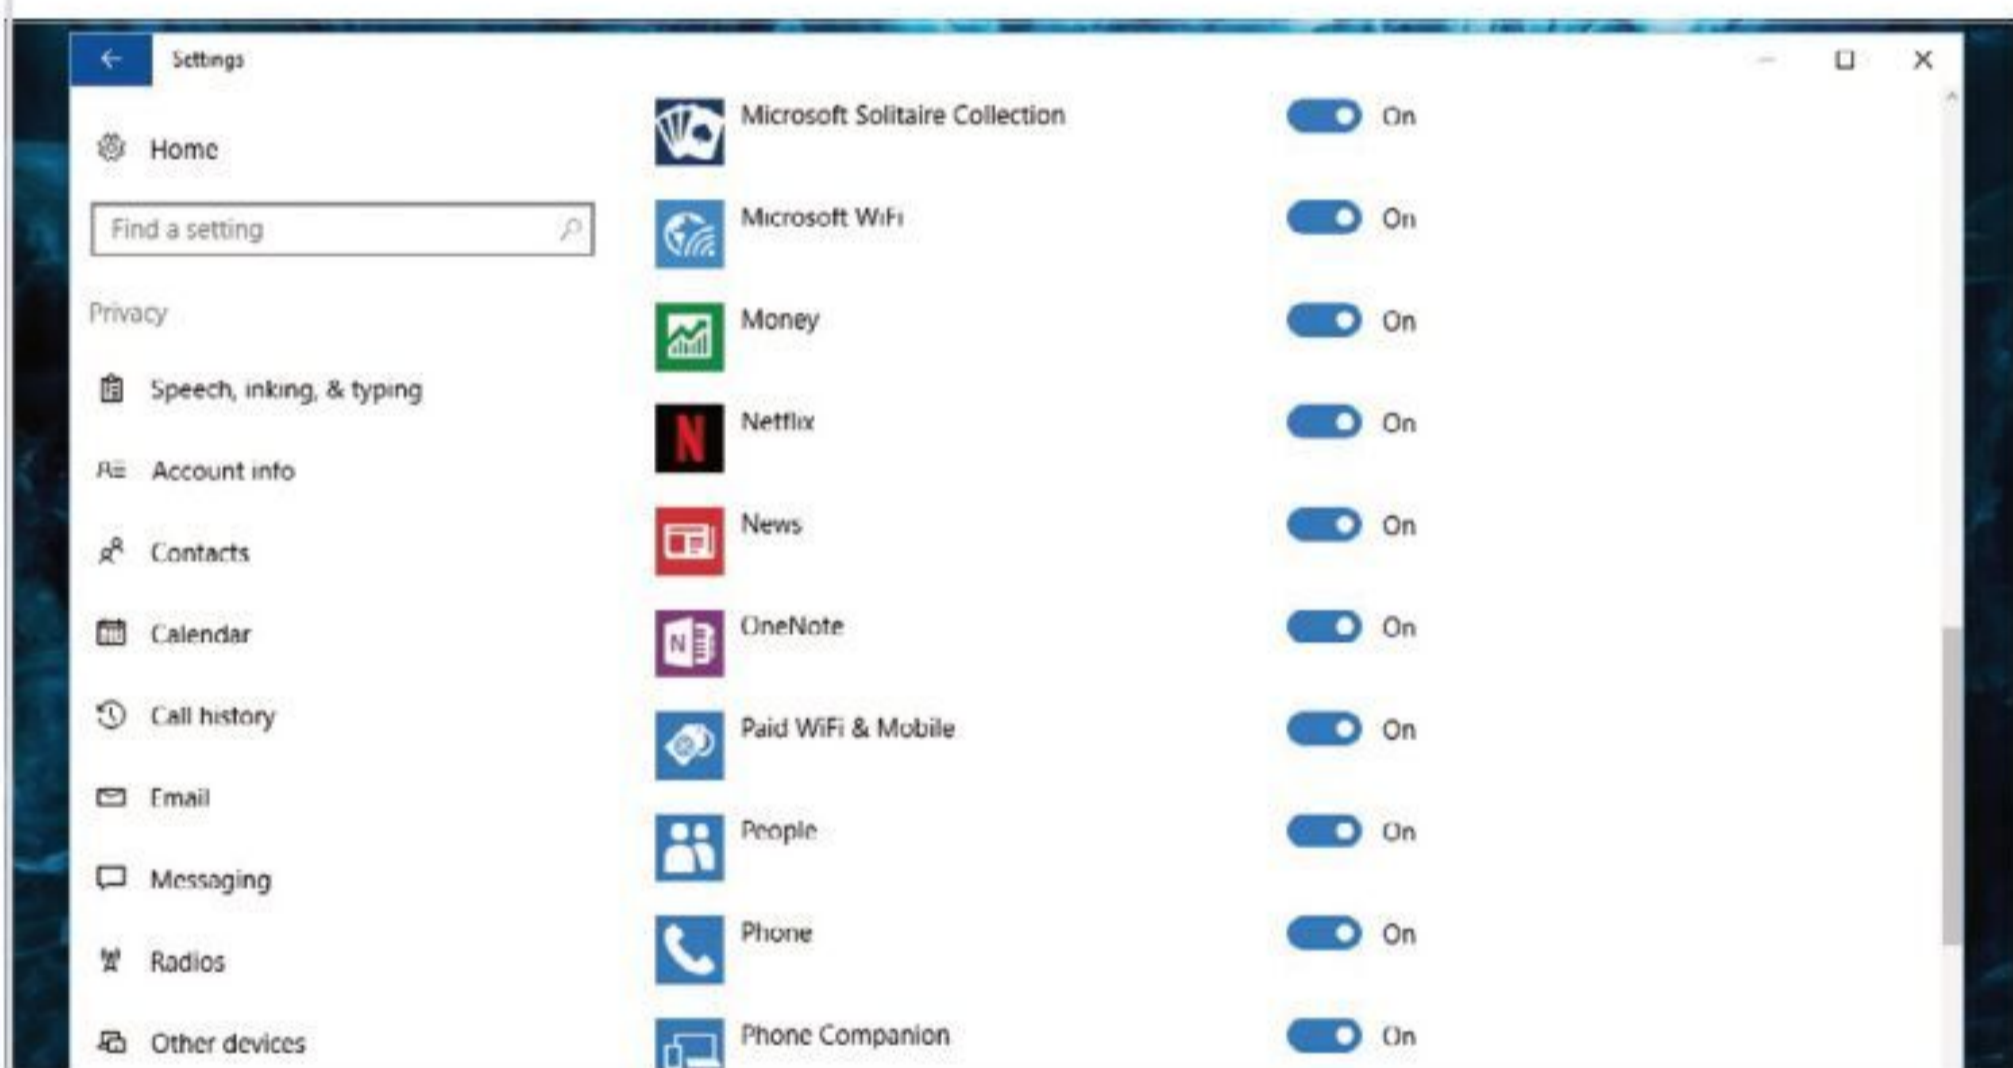 Settings
Home
Find a setting
Privacy
Speech, inking, & typing
Account info
Contacts
Calendar
Call history
Email
Messaging
Radios
Other devices
Microsoft Solitaire Collection On
Microsoft WiFi On
Money On
Netflix On
N
News On
OneNote On
N
Paid WiFi & Mobile On
People On
Phone On
Phone Companion On